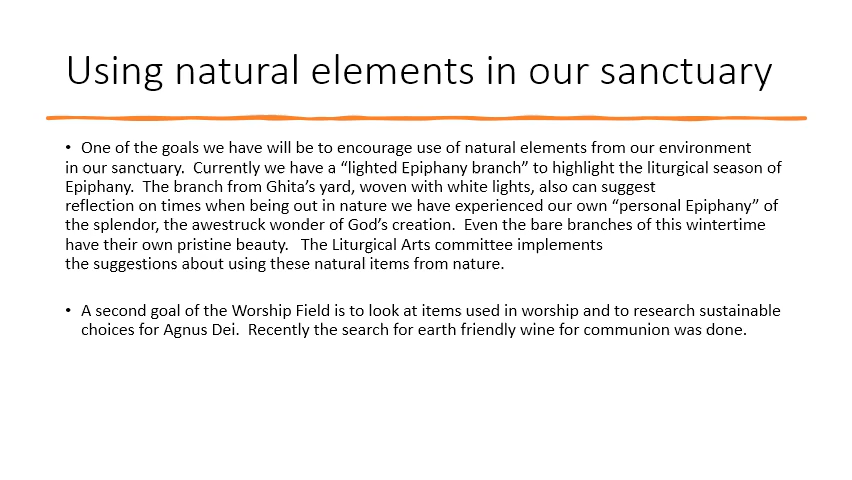 Using natural elements in our sanctuary
• One of the goals we have will be to encourage use of natural elements from our environment
in our sanctuary.  Currently we have a “lighted Epiphany branch” to highlight the liturgical season of
Epiphany.  The branch from Ghita’s yard, woven with white lights, also can suggest
reflection on times when being out in nature we have experienced our own “personal Epiphany” of
the splendor, the awestruck wonder of God’s creation.  Even the bare branches of this wintertime
have their own pristine beauty.   The Liturgical Arts committee implements
the suggestions about using these natural items from nature.
• A second goal of the Worship Field is to look at items used in worship and to research sustainable
choices for Agnus Dei.  Recently the search for earth friendly wine for communion was done.